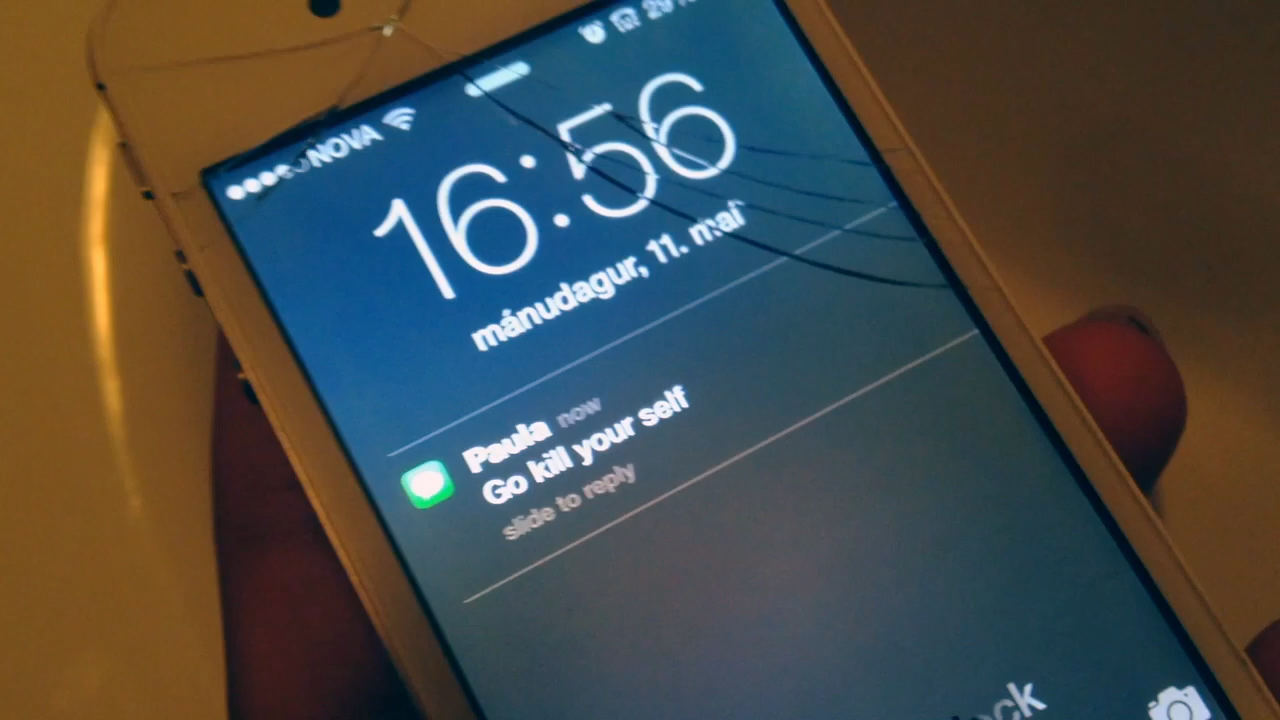 NOVA
16:56
mánudagur, 11. maí
Paula now
Go kill your self
slide to reply